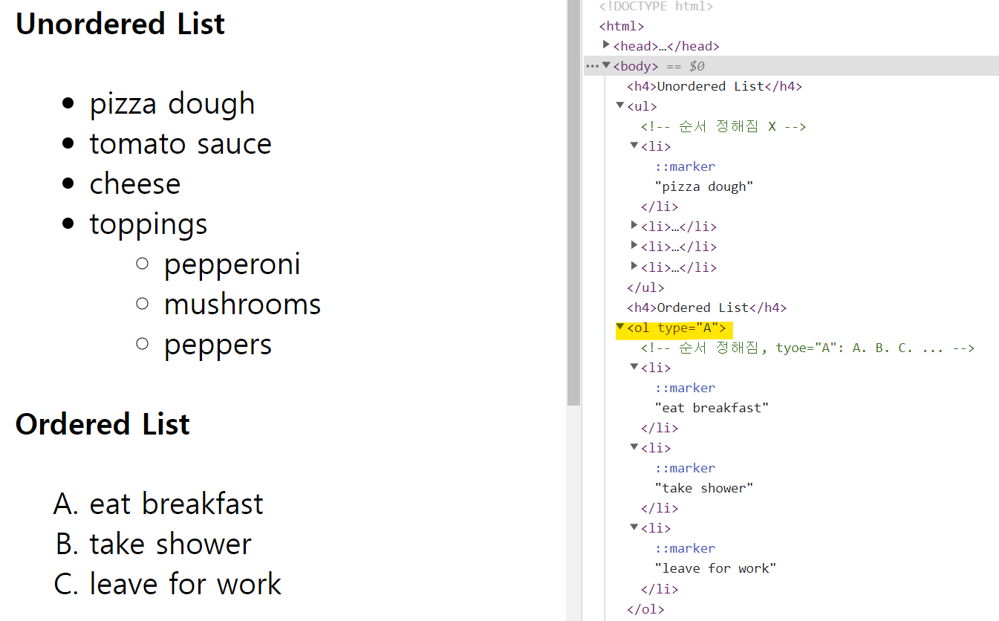 Unordered List
pizza dough
tomato sauce
cheese
toppings
pepperoni
mushrooms
peppers
Ordered List
A. eat breakfast
B. take shower
C. leave for work
<!DOCTYPE html>
<html>
<head>…</head>
<body> == $0
<h4>Unordered List</h4>
<ul>
<!-- 순서 정해짐 X -->
<li>
::marker
"pizza dough"
</li>
<li>…</li>
<li>…</li>
<li>…</li>
</ul>
<h4>Ordered List</h4>
<ol type="A">
<!-- 순서 정해짐, tyoe="A": A. B. C. ... -->
<li>
::marker
"eat breakfast"
</li>
<li>
::marker
"take shower"
</li>
<li>
::marker
"leave for work"
</li>
</ol>